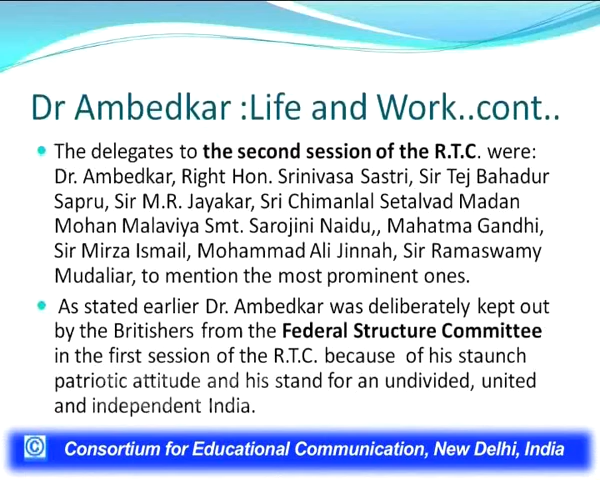 Dr Ambedkar :Life and Work..cont..
The delegates to the second session of the R.T.C. were:
Dr. Ambedkar, Right Hon. Srinivasa Sastri, Sir Tej Bahadur
Sapru, Sir M.R. Jayakar, Sri Chimanlal Setalvad Madan
Mohan Malaviya Smt. Sarojini Naidu,, Mahatma Gandhi,
Sir Mirza Ismail, Mohammad Ali Jinnah, Sir Ramaswamy
Mudaliar, to mention the most prominent ones.
As stated earlier Dr. Ambedkar was deliberately kept out
by the Britishers from the Federal Structure Committee
in the first session of the R.T.C. because of his staunch
patriotic attitude and his stand for an undivided, united
and independent India.
© Consortium for Educational Communication, New Delhi, India